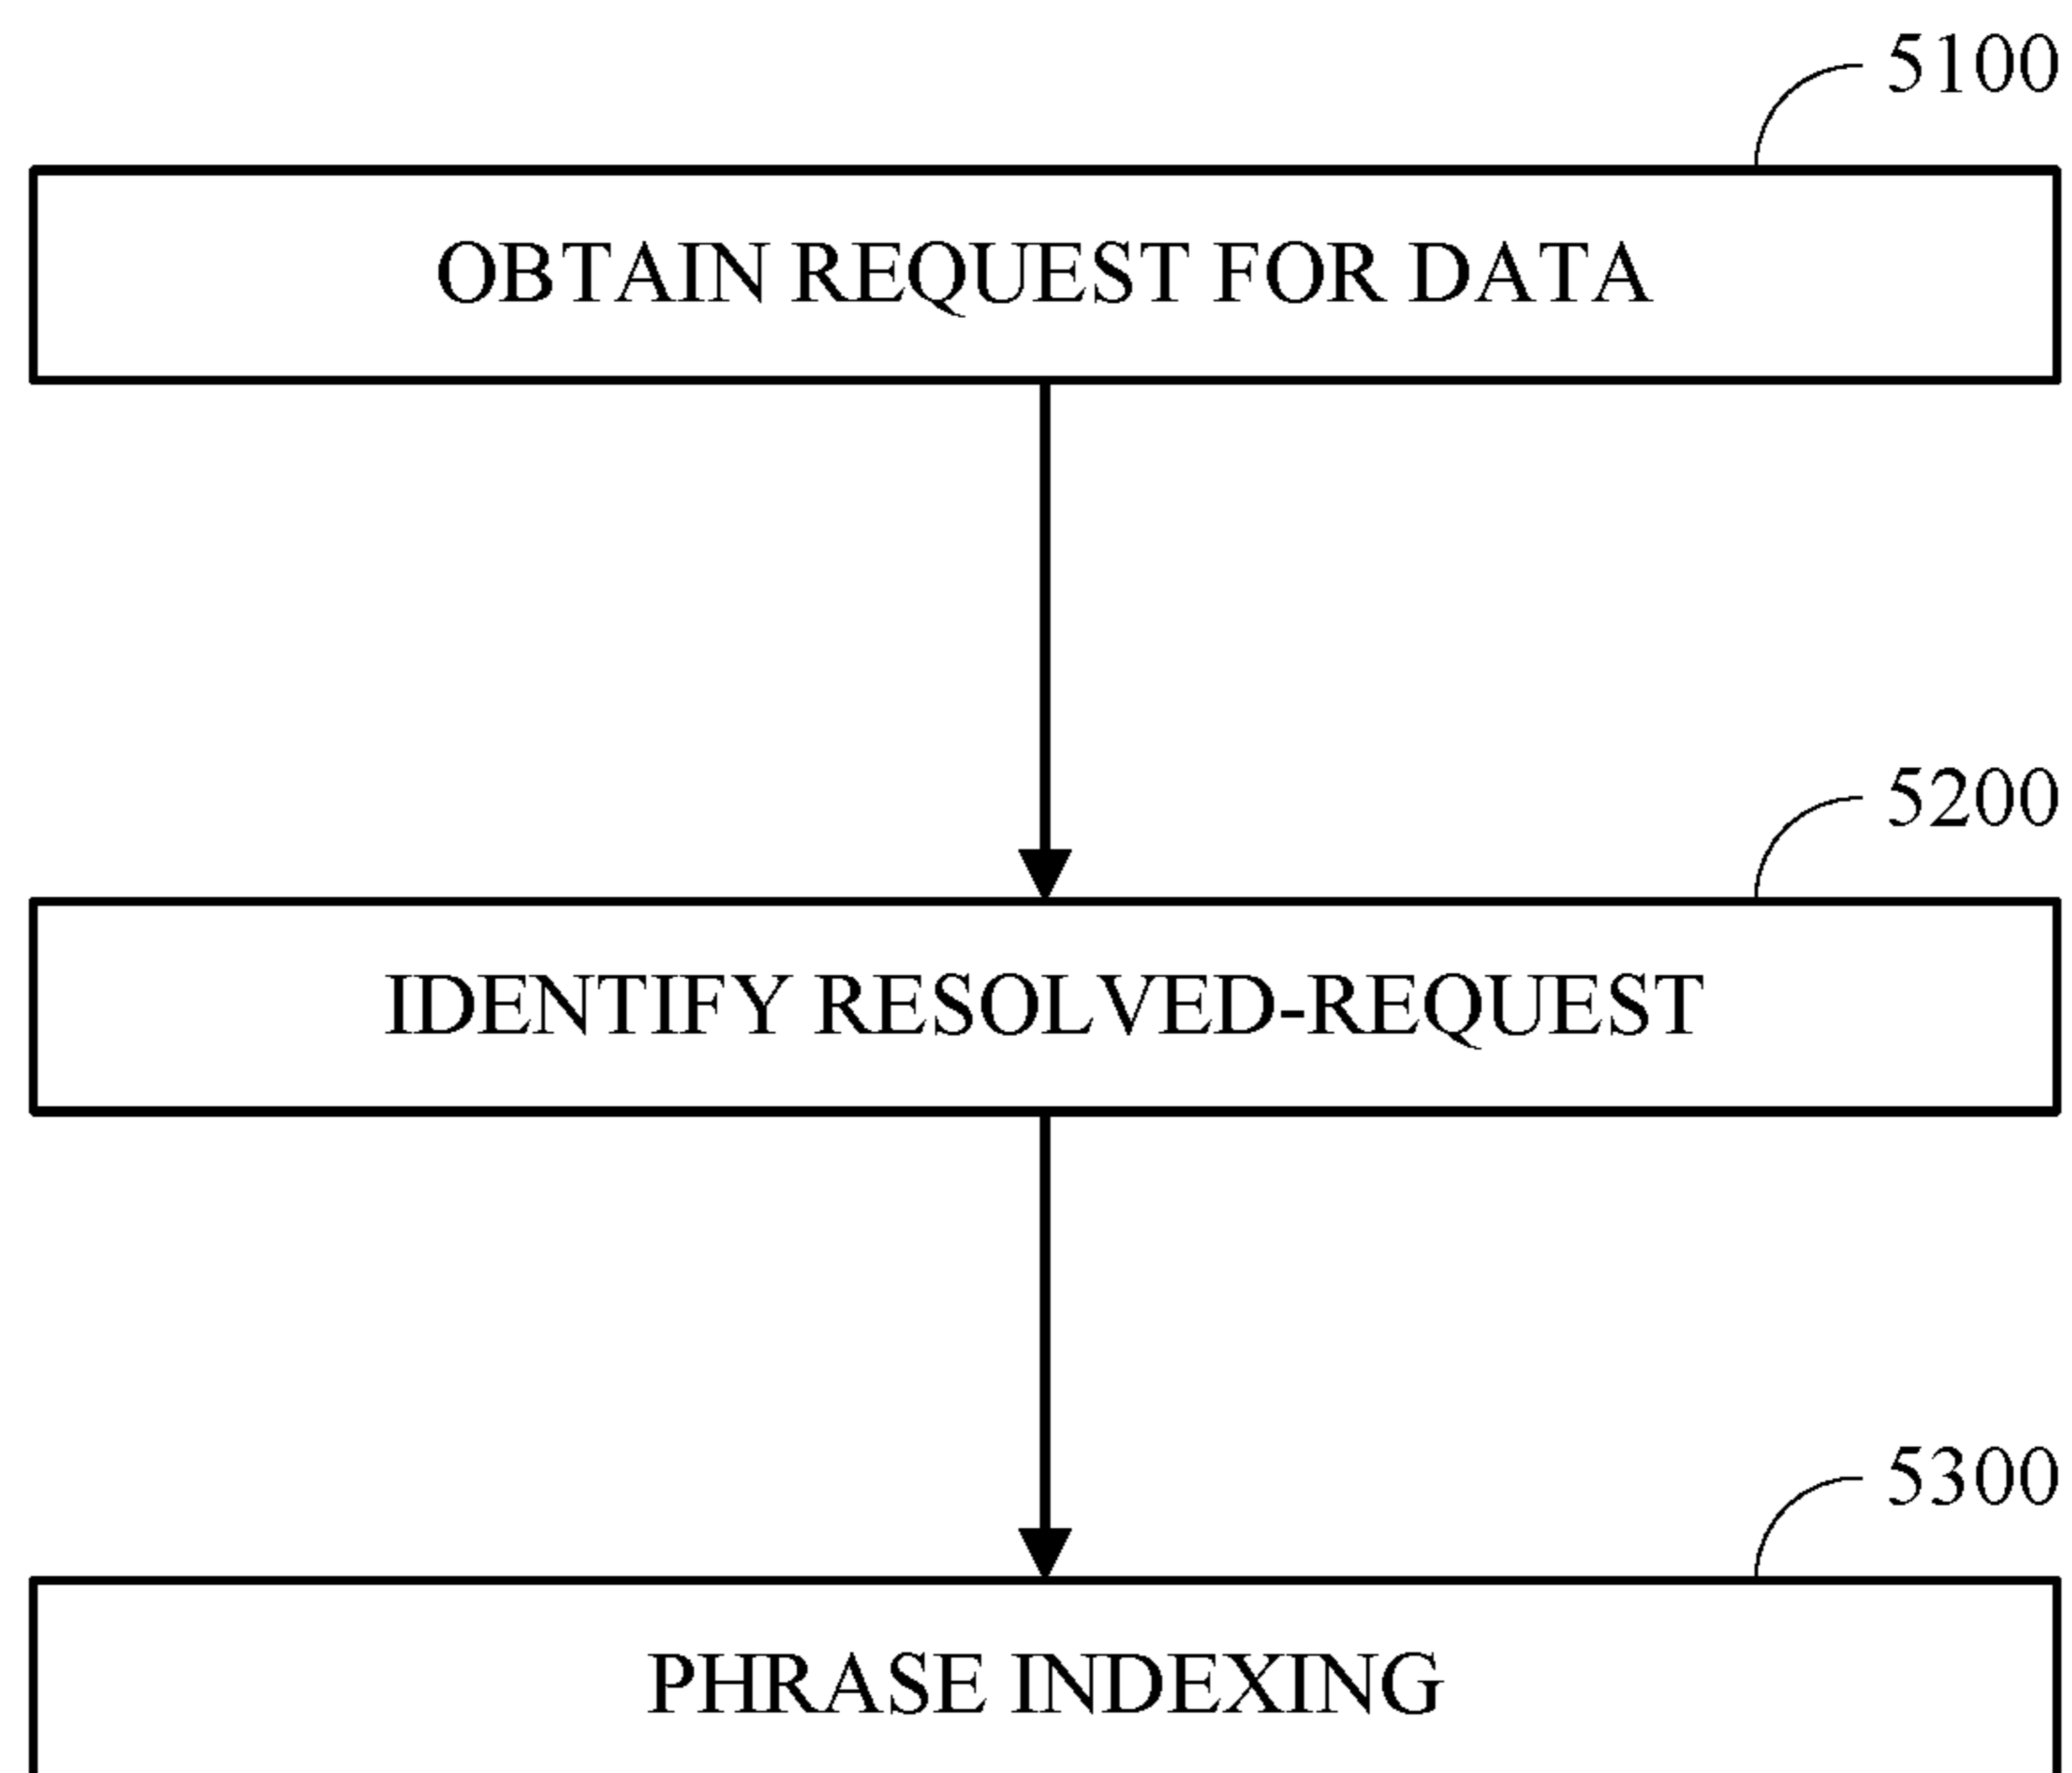 5100
OBTAIN REQUEST FOR DATA
5200
IDENTIFY RESOLVED-REQUEST
5300
PHRASE INDEXING